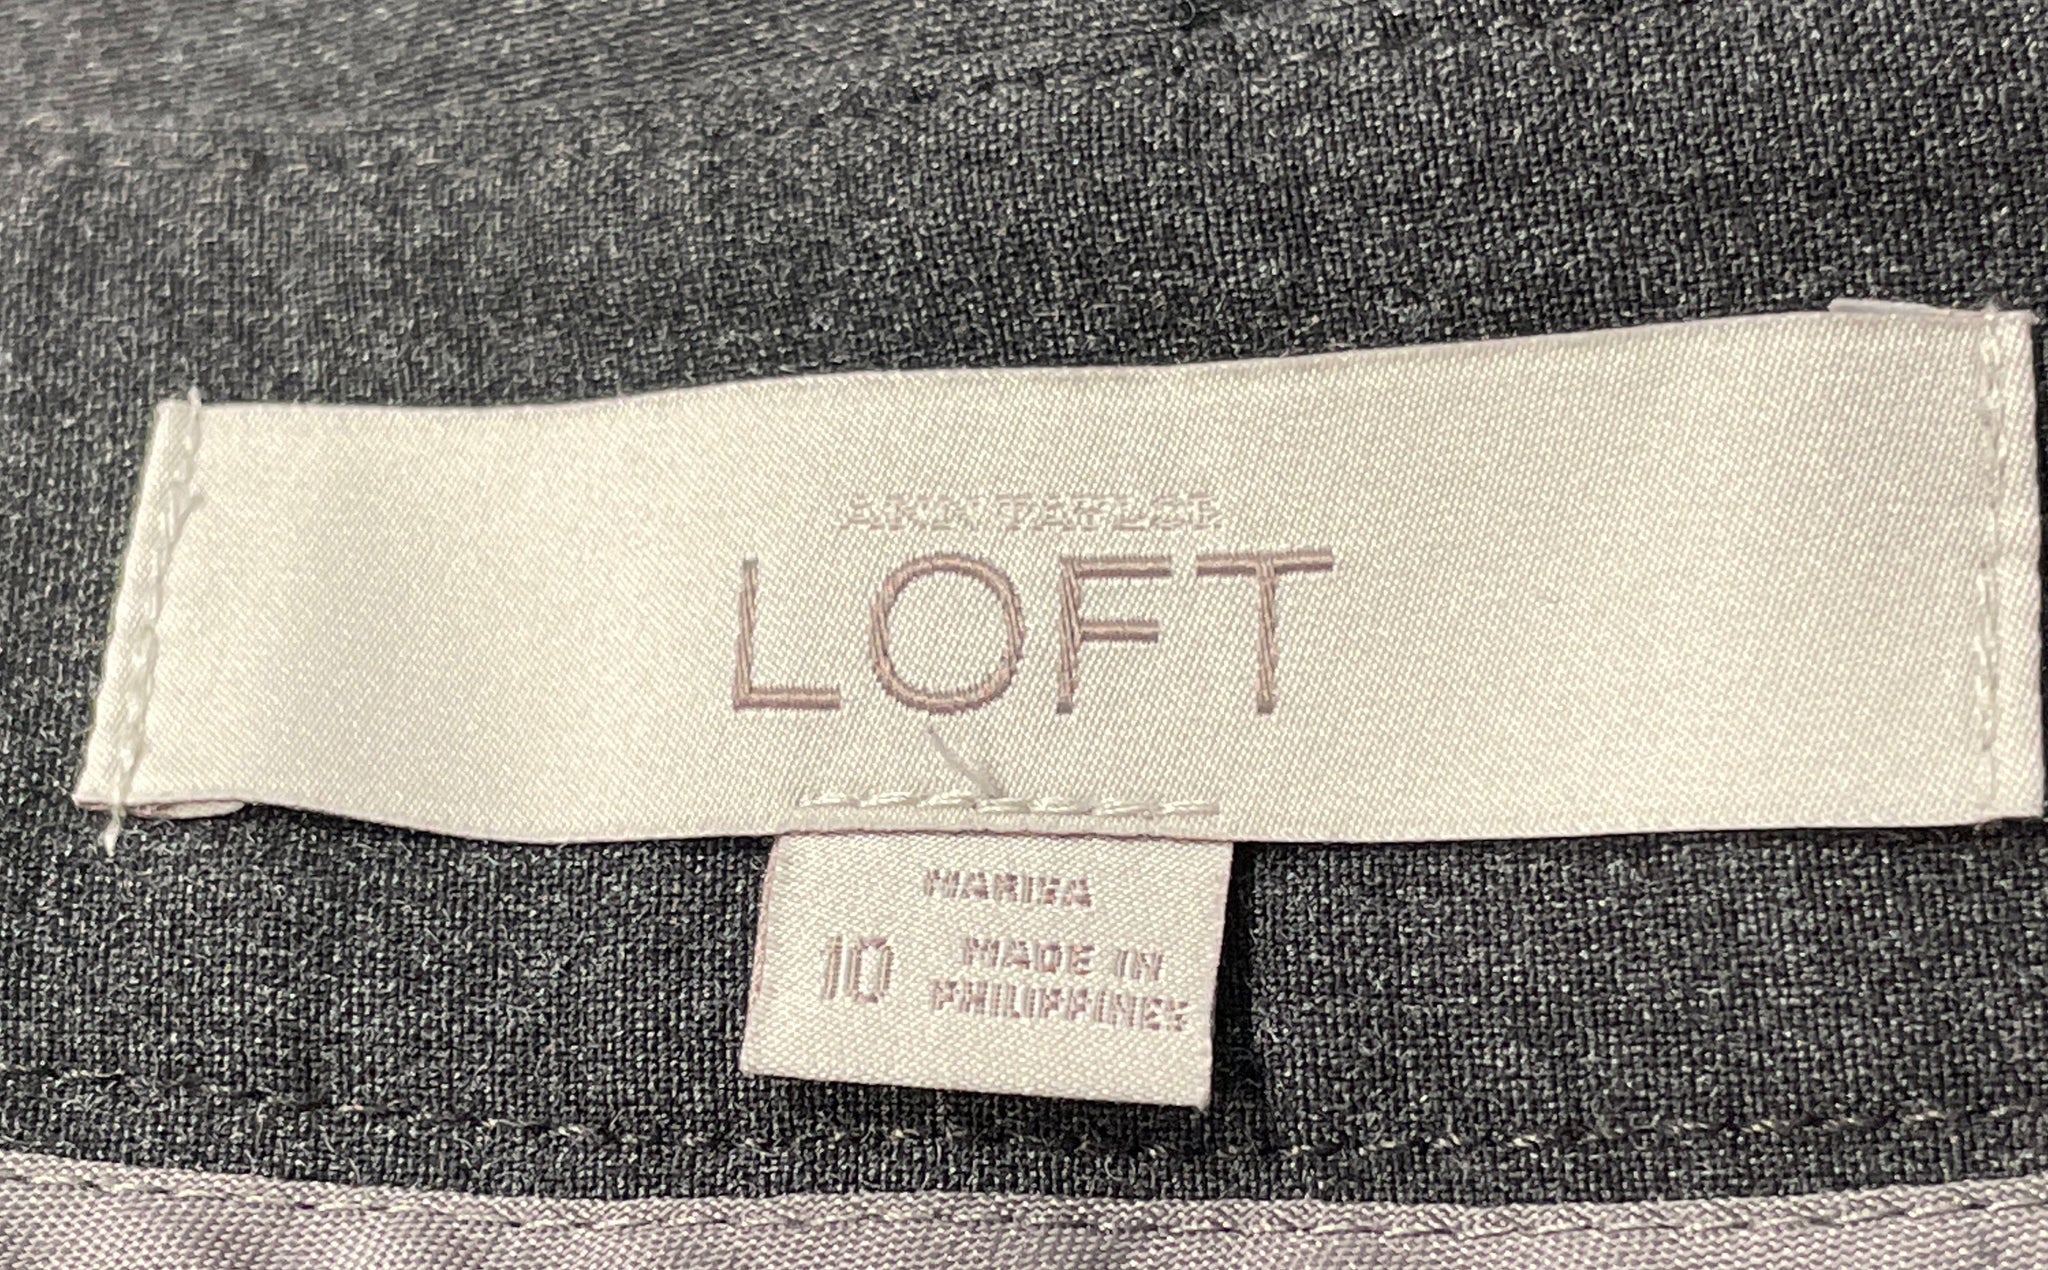 ANN TAYLOR
LOFT
MARISA
10 MADE IN
PHILIPPINES